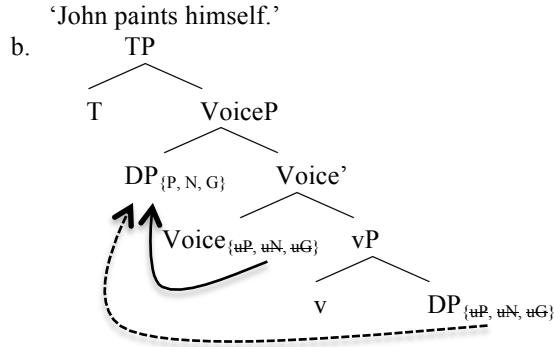 ‘John paints himself.’
b. TP
T VoiceP
DP{P, N, G} Voice’
Voice{uP, uN, uG} vP
v DP{uP, uN, uG}